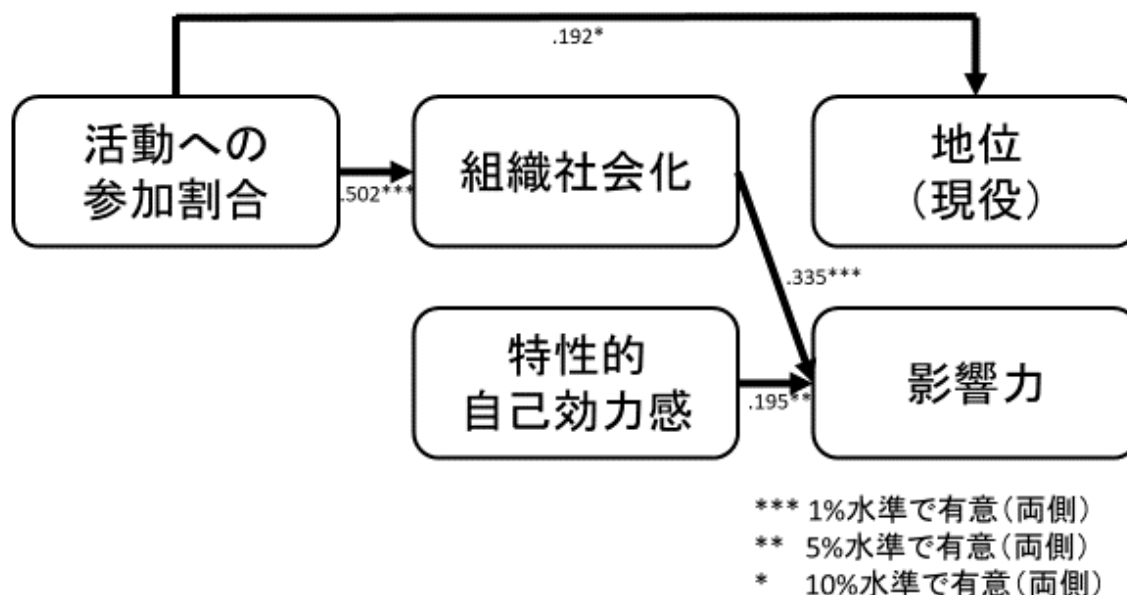 .192*
活動への
参加割合
.502***
組織社会化
地位
（現役）
.335***
特性的
自己効力感
.195**
影響力
*** 1%水準で有意（両側）
** 5%水準で有意（両側）
* 10%水準で有意（両側）